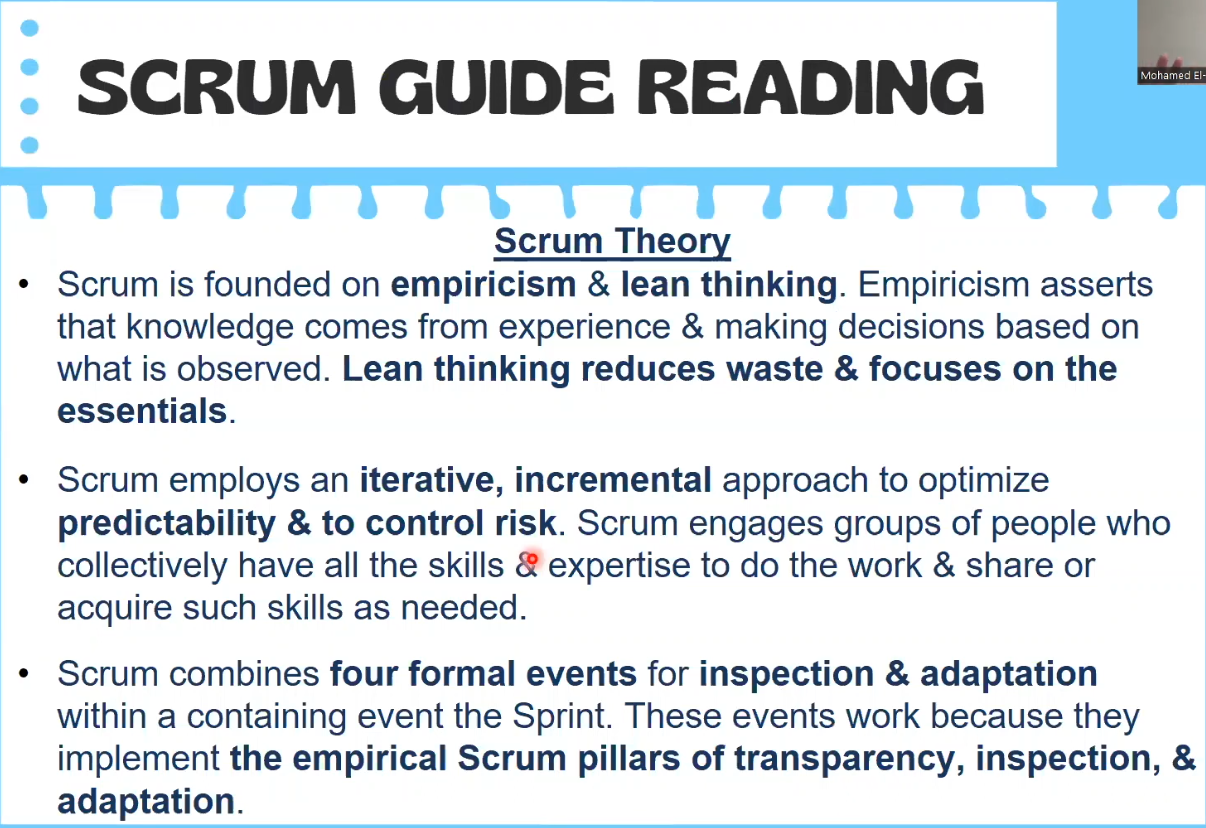 SCRUM GUIDE READING
Mohamed El-
Scrum Theory
• Scrum is founded on empiricism & lean thinking. Empiricism asserts
that knowledge comes from experience & making decisions based on
what is observed. Lean thinking reduces waste & focuses on the
essentials.
• Scrum employs an iterative, incremental approach to optimize
predictability & to control risk. Scrum engages groups of people who
collectively have all the skills & expertise to do the work & share or
acquire such skills as needed.
• Scrum combines four formal events for inspection & adaptation
within a containing event the Sprint. These events work because they
implement the empirical Scrum pillars of transparency, inspection, &
adaptation.